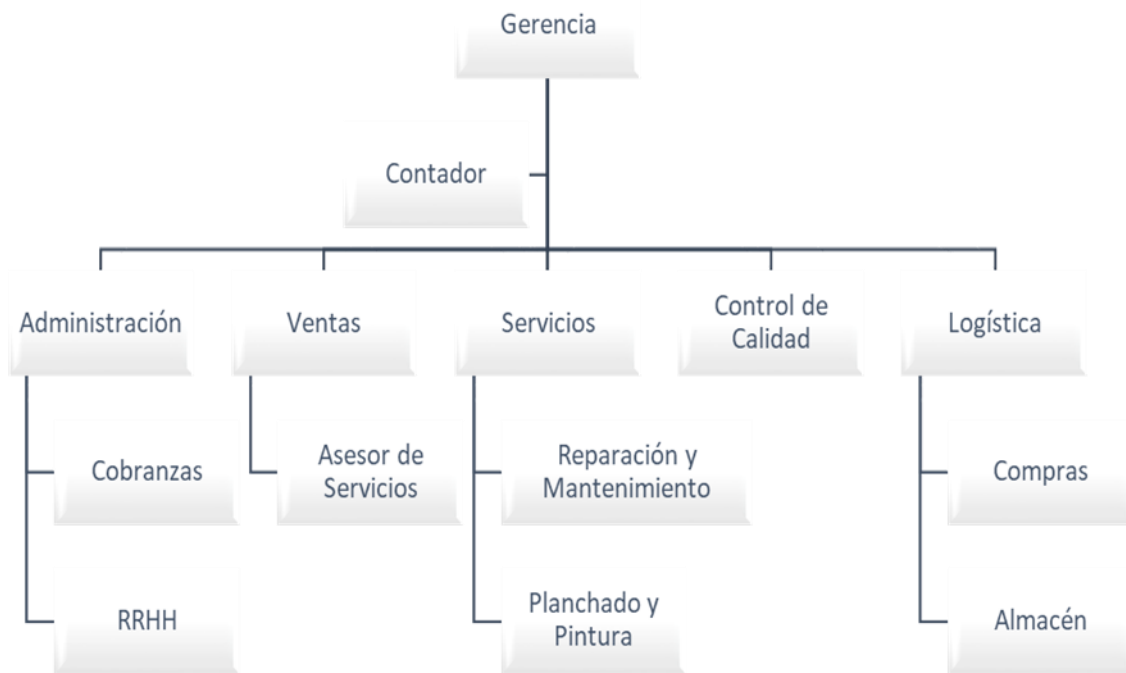 Gerencia
Contador
Administración
Ventas
Servicios
Control de
Calidad
Logística
Cobranzas
Asesor de
Servicios
Reparación y
Mantenimiento
Compras
RRHH
Planchado y
Pintura
Almacén